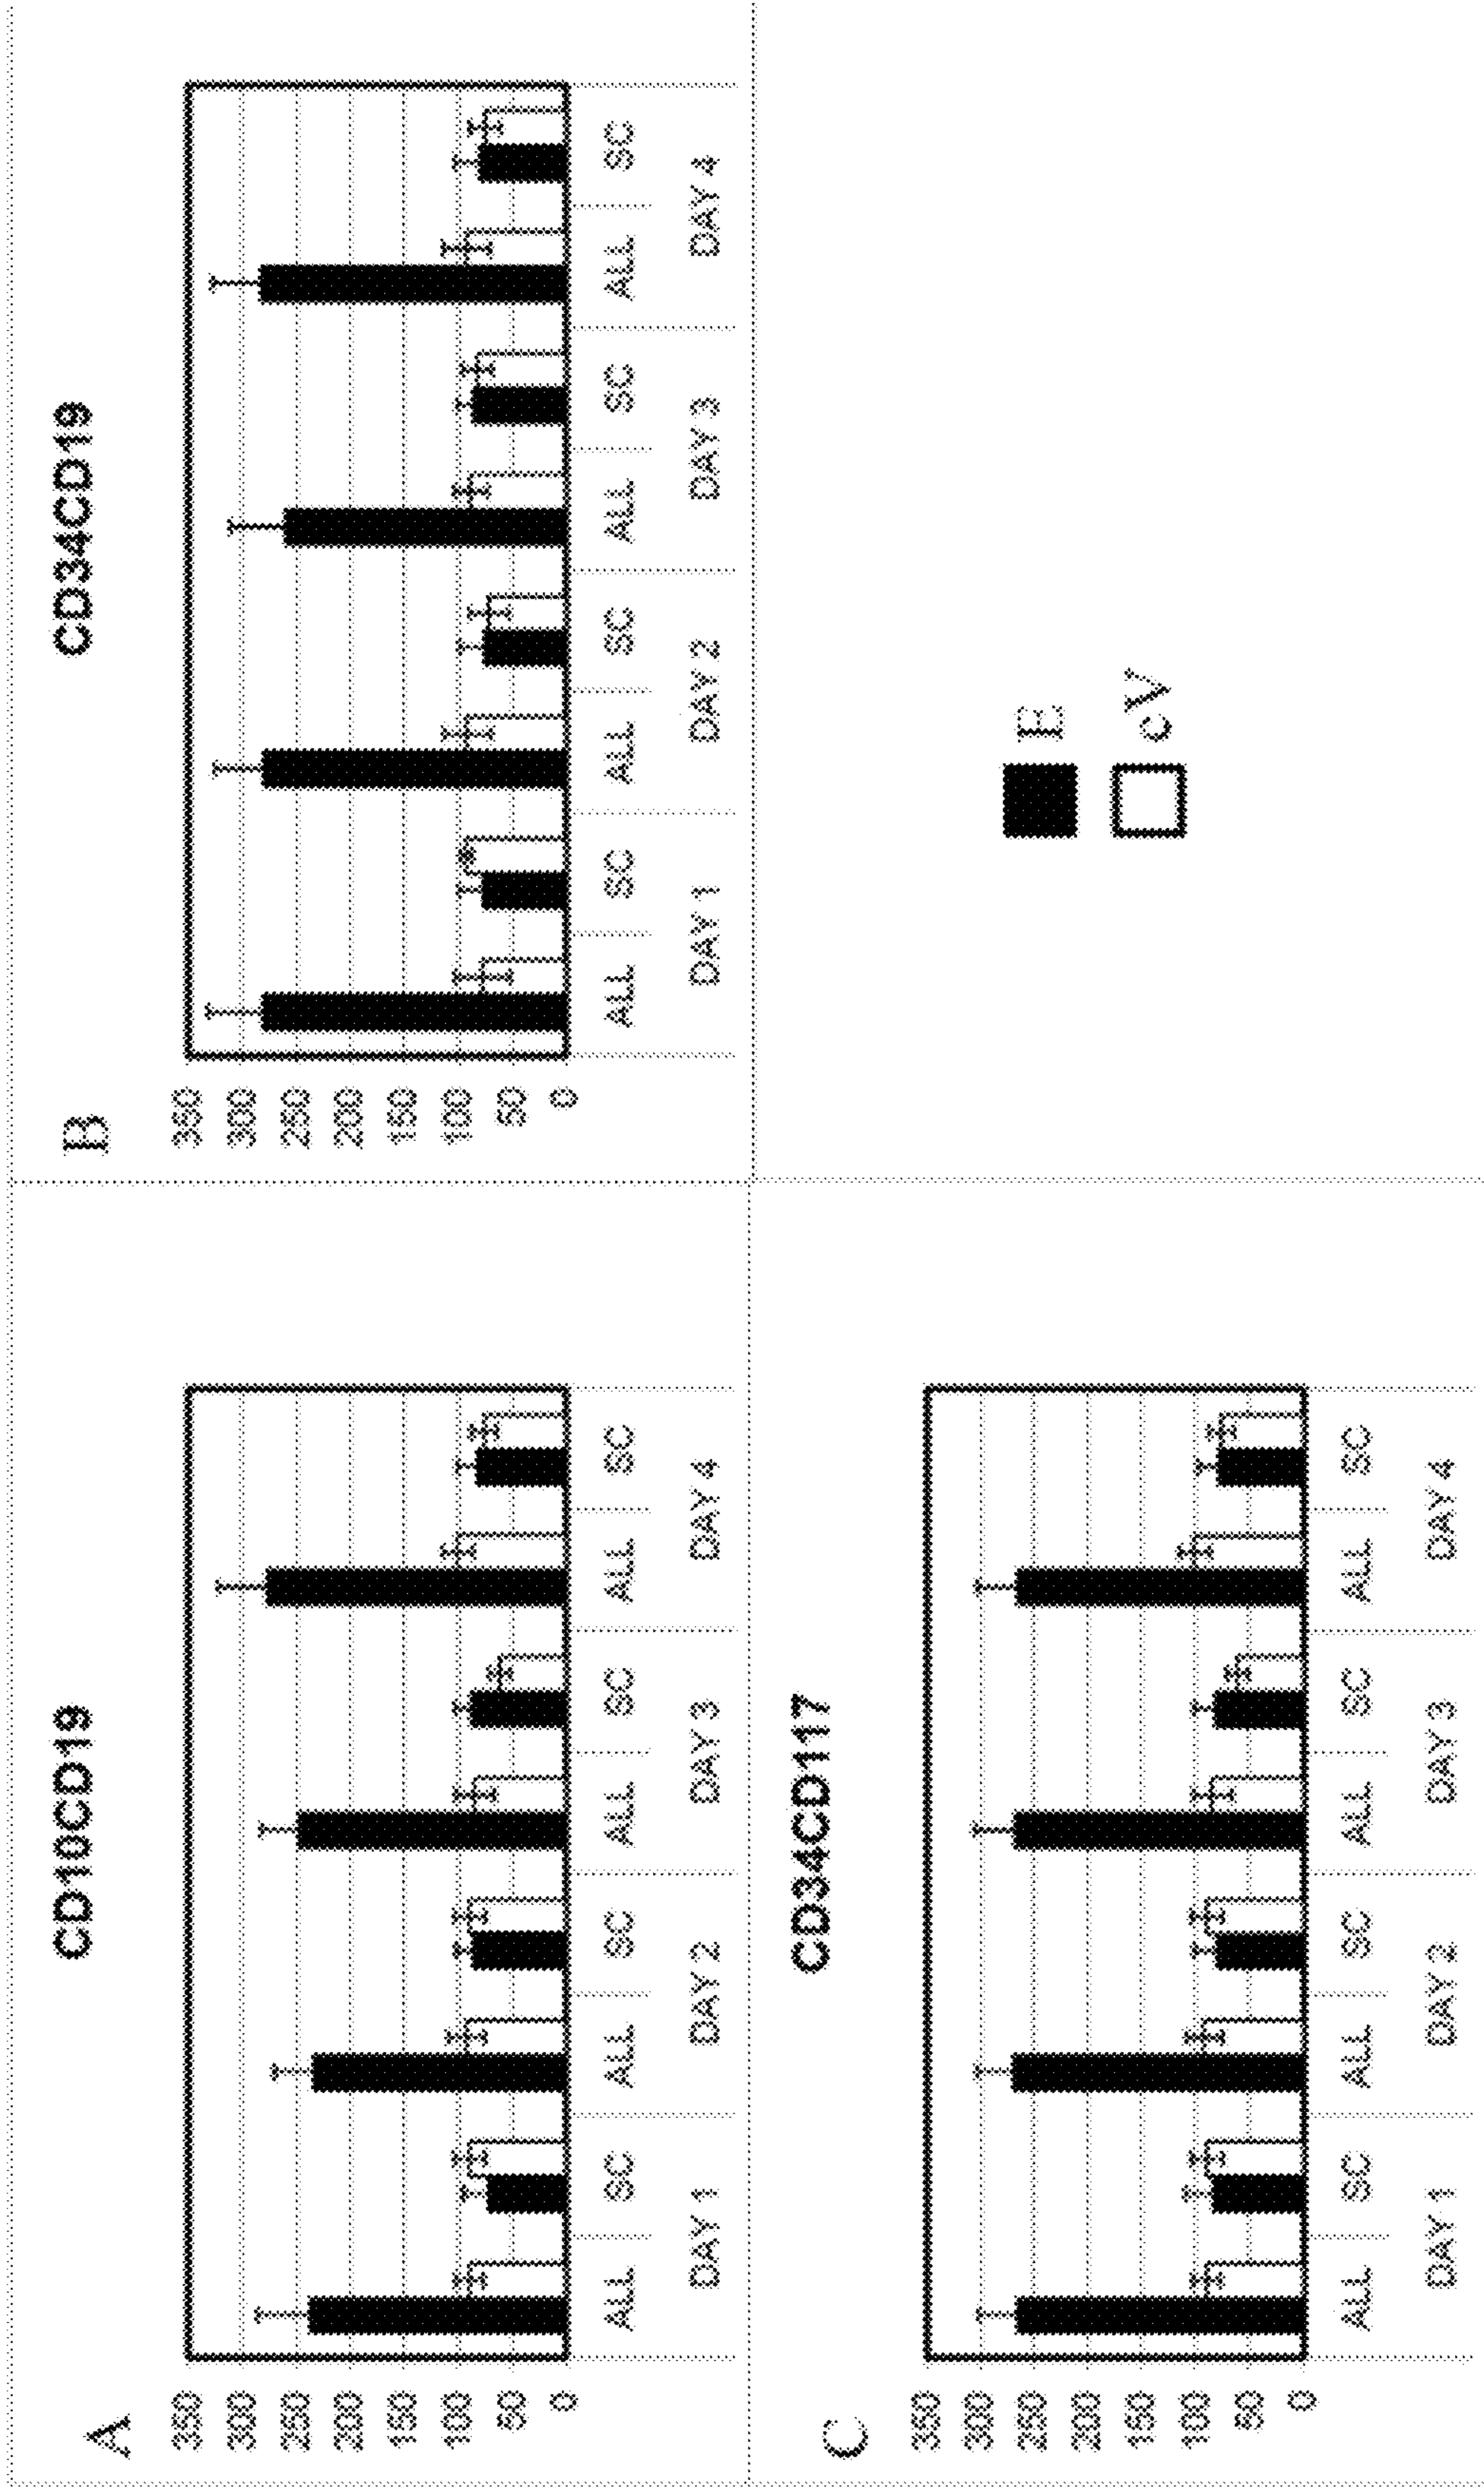 A
CD10CD19
350
300
250
200
150
100
50
0
ALL SC ALL SC ALL SC ALL SC
DAY 1 DAY 2 DAY 3 DAY 4
B
CD34CD19
350
300
250
200
150
100
50
0
ALL SC ALL SC ALL SC ALL SC
DAY 1 DAY 2 DAY 3 DAY 4
C
CD34CD117
350
300
250
200
150
100
50
0
ALL SC ALL SC ALL SC ALL SC
DAY 1 DAY 2 DAY 3 DAY 4
E
cV